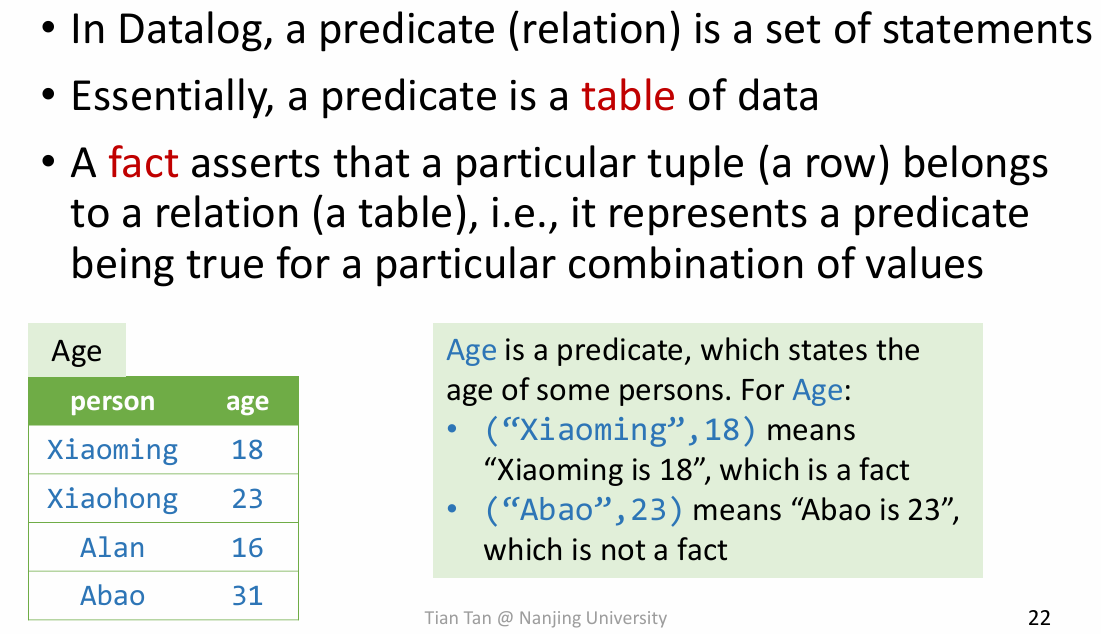 • In Datalog, a predicate (relation) is a set of statements
• Essentially, a predicate is a table of data
• A fact asserts that a particular tuple (a row) belongs
to a relation (a table), i.e., it represents a predicate
being true for a particular combination of values
Age
person age
Xiaoming 18
Xiaohong 23
Alan 16
Abao 31
Age is a predicate, which states the
age of some persons. For Age:
• (“Xiaoming”,18) means
“Xiaoming is 18”, which is a fact
• (“Abao”,23) means “Abao is 23”,
which is not a fact
Tian Tan @ Nanjing University
22